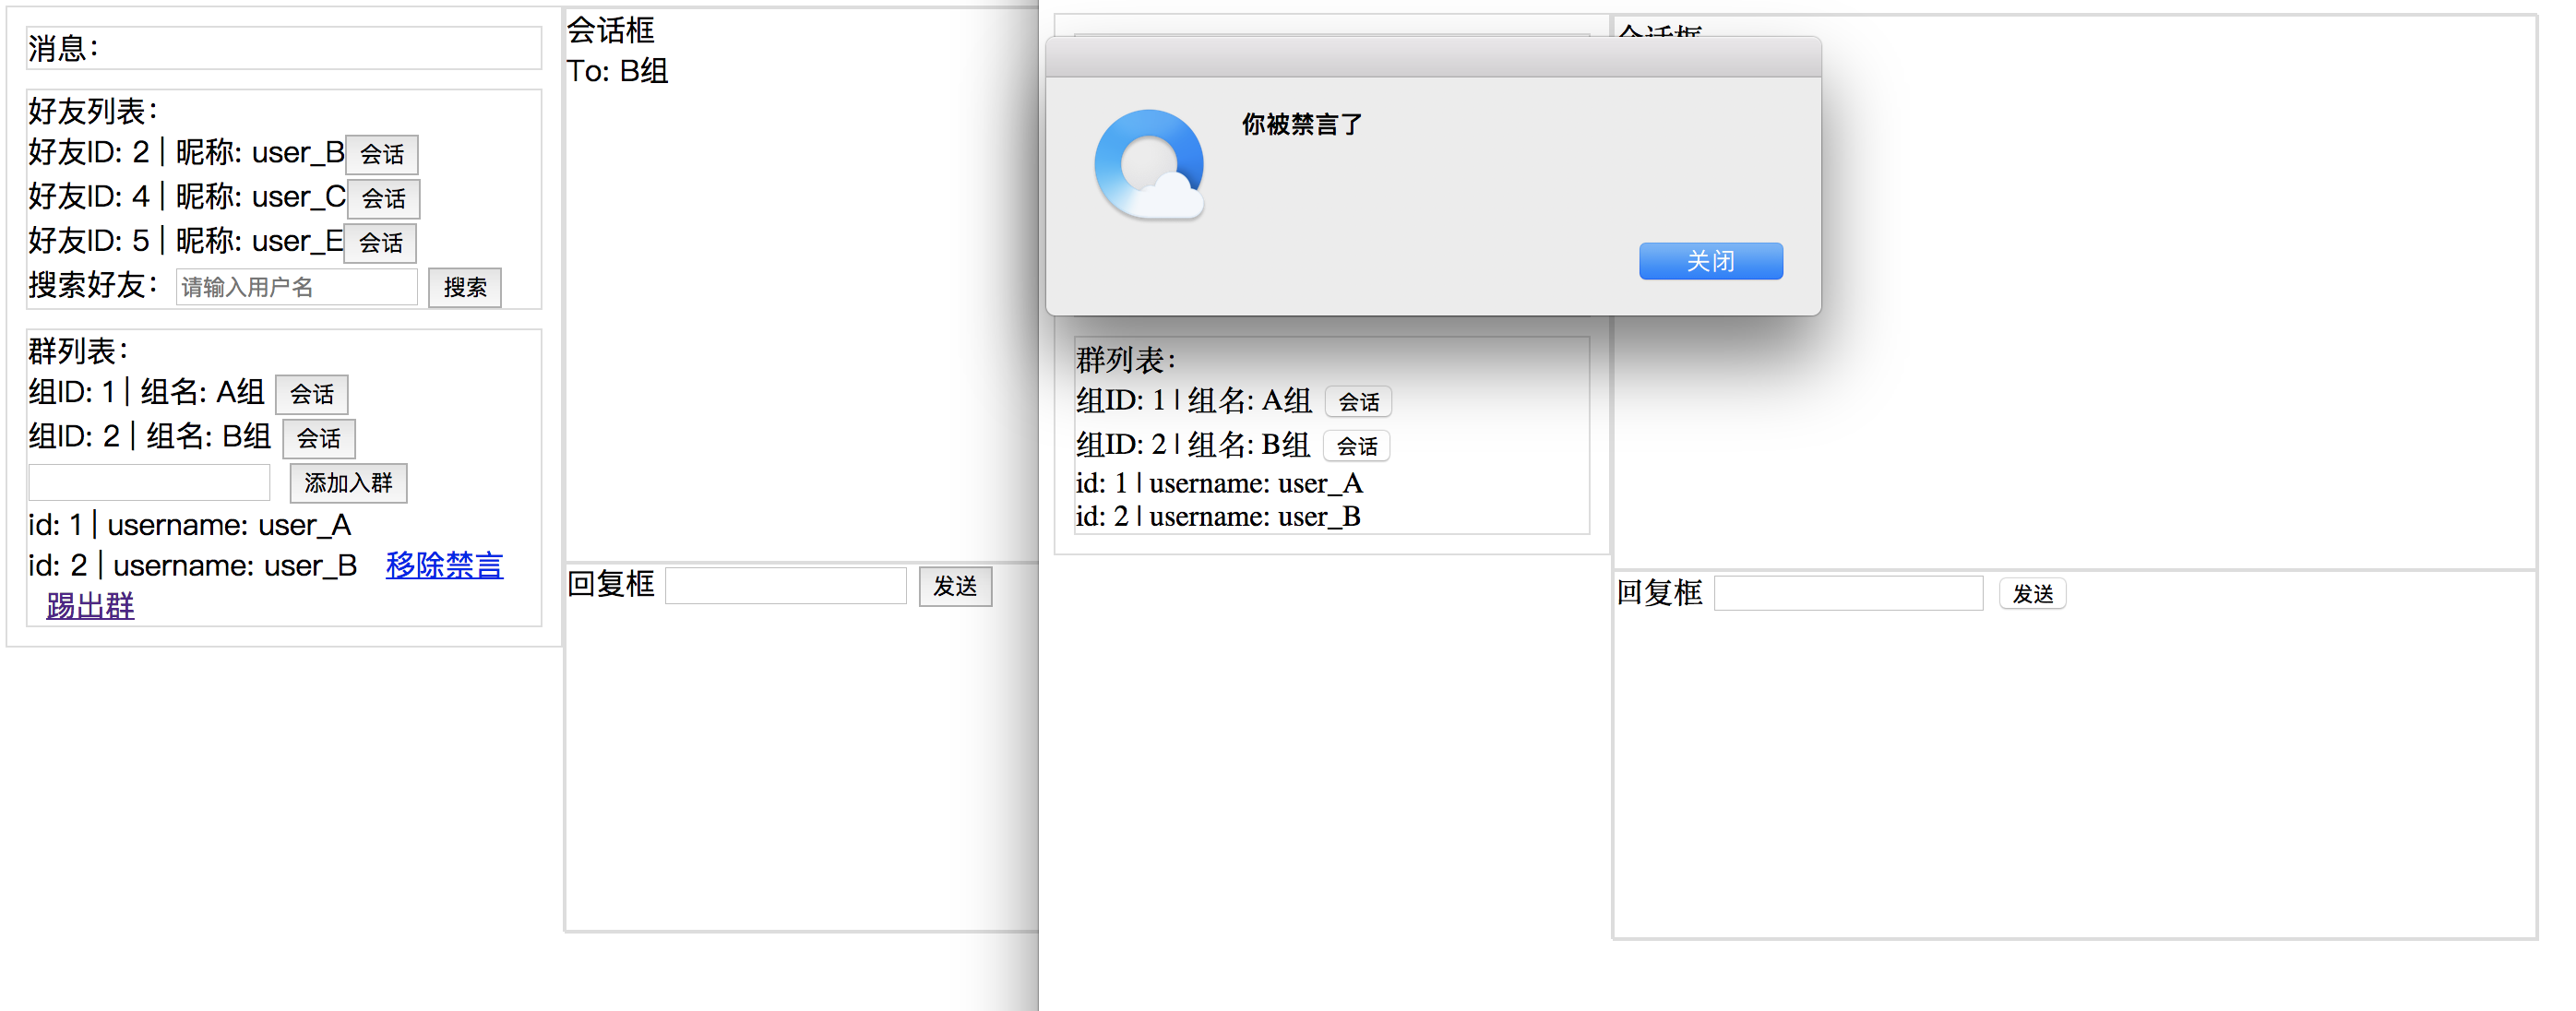 消息：
好友列表：
好友ID: 2 | 昵称: user_B 会话
好友ID: 4 | 昵称: user_C 会话
好友ID: 5 | 昵称: user_E 会话
搜索好友： 请输入用户名 搜索
群列表：
组ID: 1 | 组名: A组 会话
组ID: 2 | 组名: B组 会话
添加入群
id: 1 | username: user_A
id: 2 | username: user_B 移除禁言
踢出群
会话框
To: B组
回复框 发送
会话框
你被禁言了
关闭
群列表：
组ID: 1 | 组名: A组 会话
组ID: 2 | 组名: B组 会话
id: 1 | username: user_A
id: 2 | username: user_B
回复框 发送